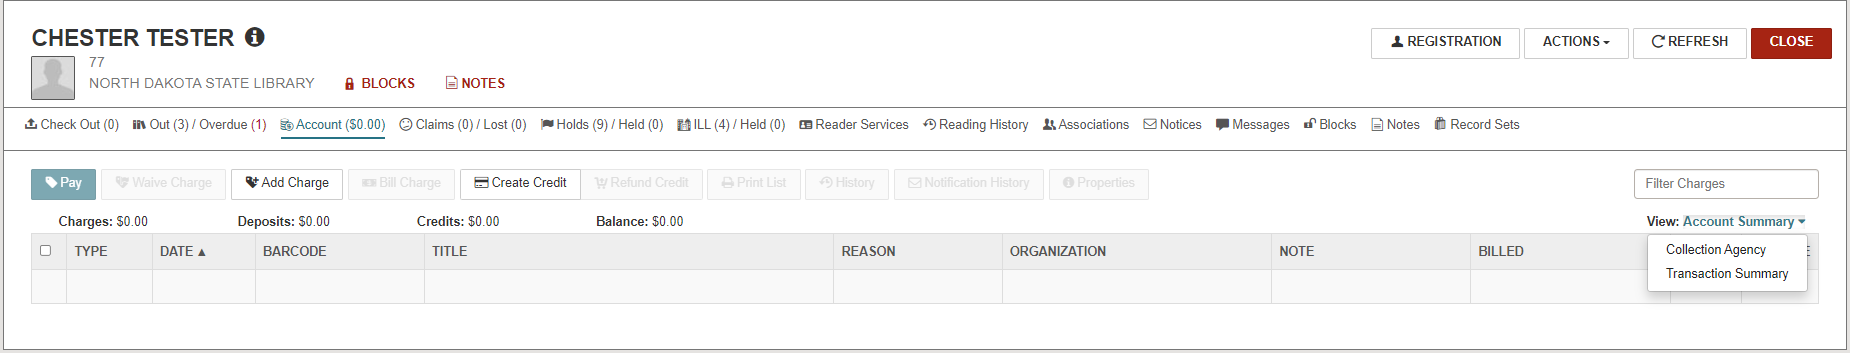 CHESTER TESTER
REGISTRATION ACTIONS REFRESH CLOSE
77
NORTH DAKOTA STATE LIBRARY BLOCKS NOTES
Check Out (0) Out (3) / Overdue (1) Account ($0.00) Claims (0) / Lost (0) Holds (9) / Held (0) ILL (4) / Held (0) Reader Services Reading History Associations Notices Messages Blocks Notes Record Sets
Pay Waive Charge Add Charge Bill Charge Create Credit Refund Credit Print List History Notification History Properties Filter Charges
Charges: $0.00 Deposits: $0.00 Credits: $0.00 Balance: $0.00 View: Account Summary
TYPE DATE BARCODE TITLE REASON ORGANIZATION NOTE BILLED E
Collection Agency
Transaction Summary